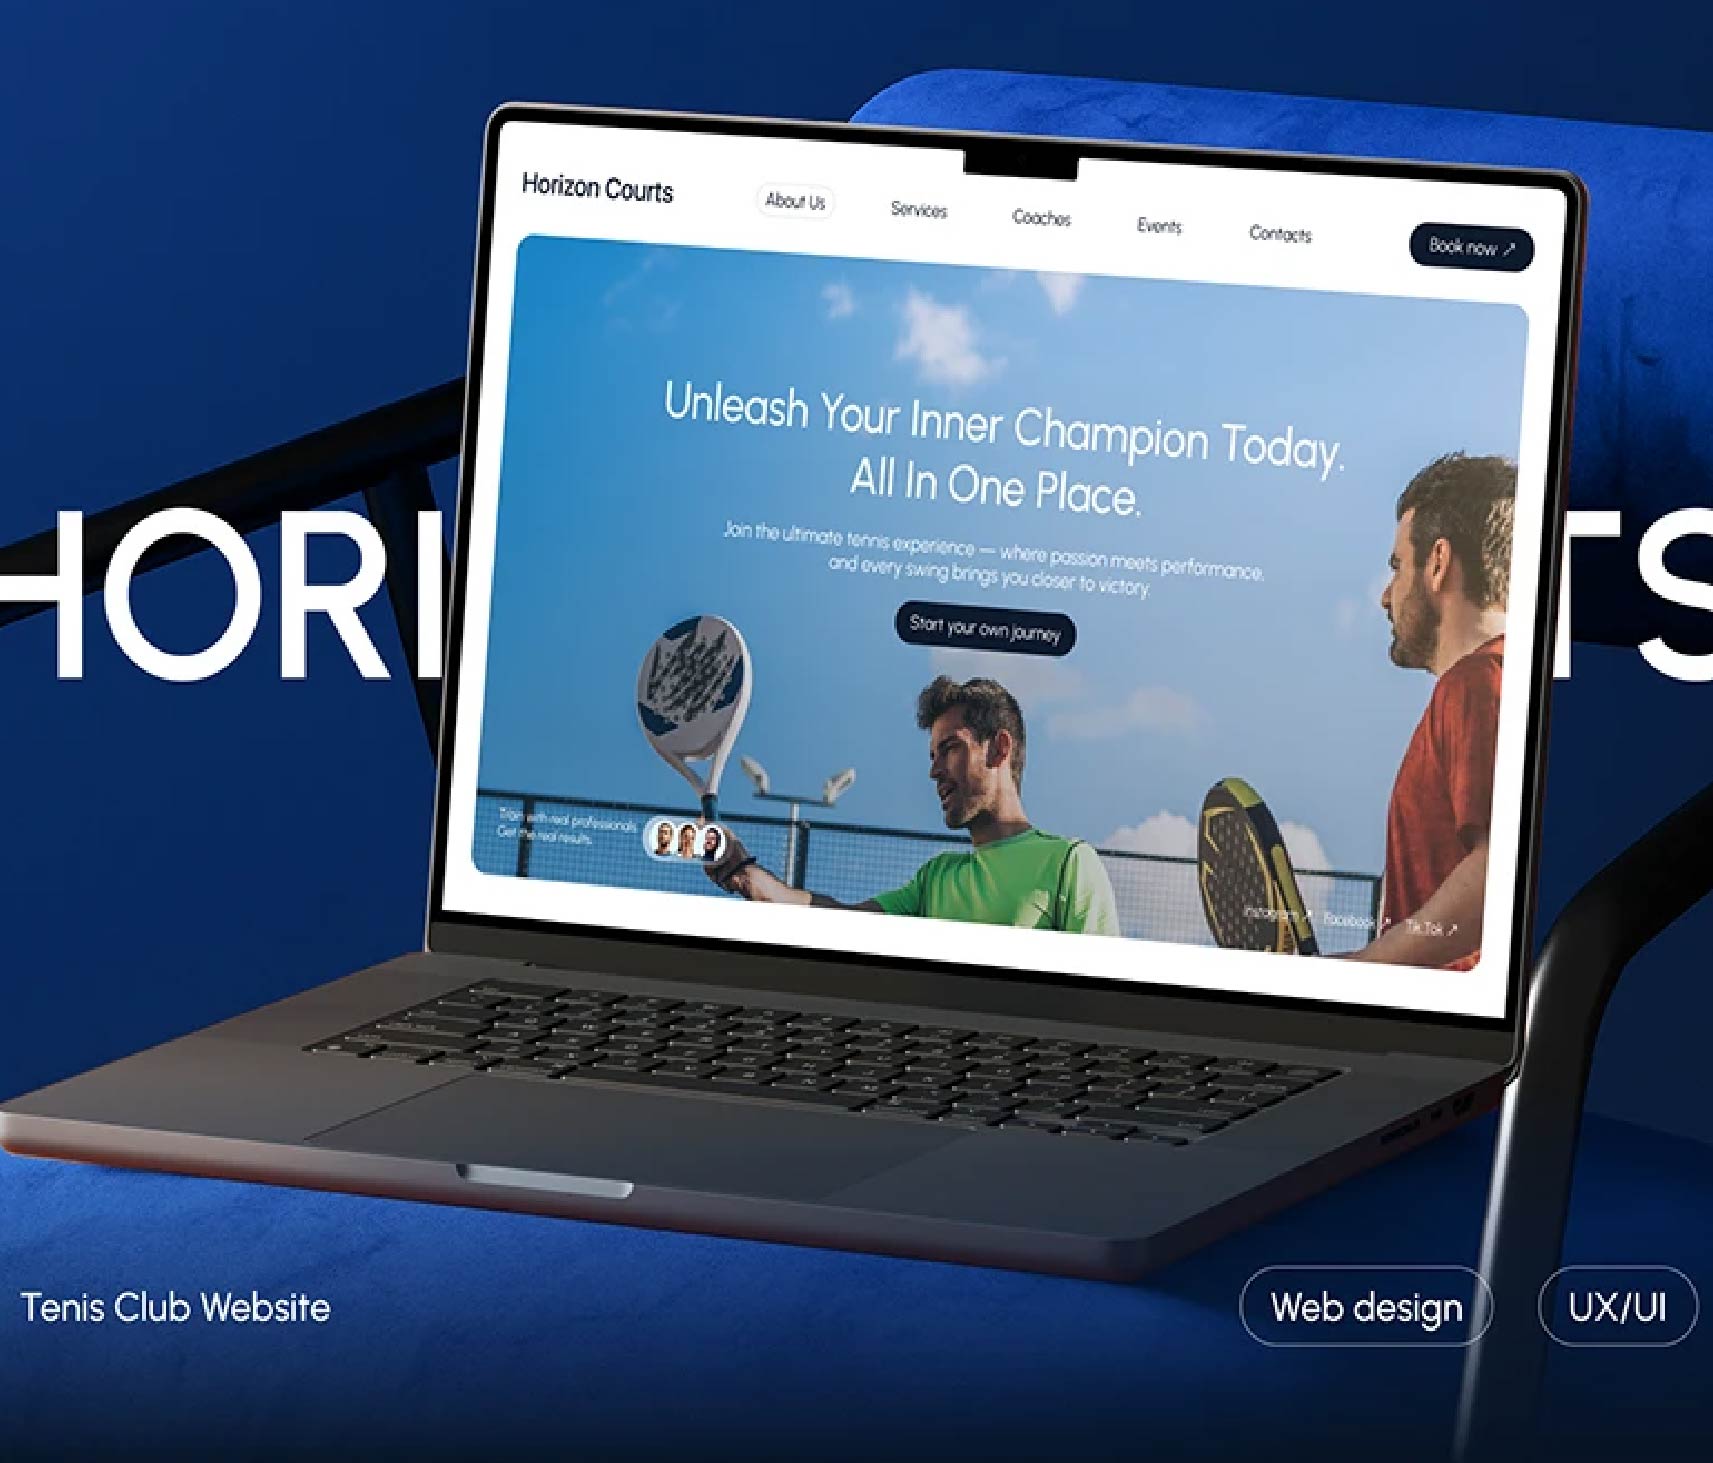 Horizon Courts
About Us
Services
Coaches
Events
Contacts
Book now ↗
Unleash Your Inner Champion Today.
All In One Place.
Join the ultimate tennis experience — where passion meets performance,
and every swing brings you closer to victory.
Start your own journey
Train with real professionals
Get the real results.
Instagram ↗ Facebook ↗ Tik Tok ↗
HORI
TS
Tenis Club Website
Web design
UX/UI